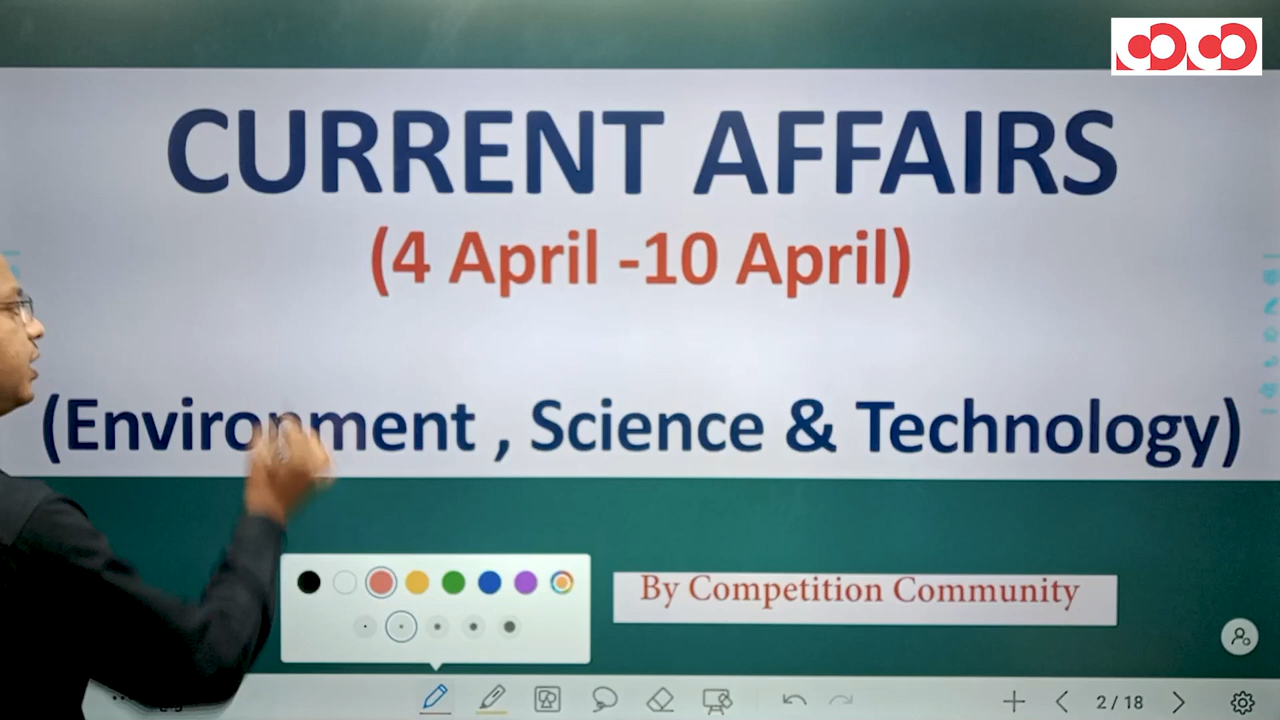 CURRENT AFFAIRS
(4 April -10 April)
(Environment , Science & Technology)
By Competition Community
2 / 18